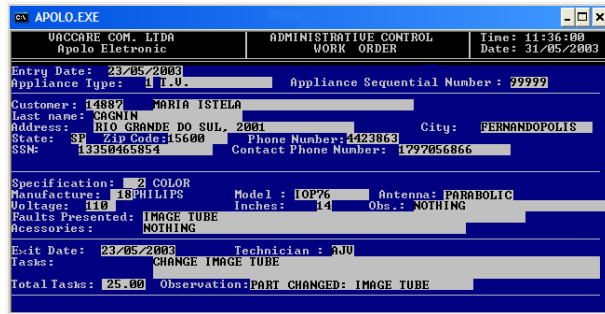 APOLO.EXE
VACCARE COM. LTDA ADMINISTRATIVE CONTROL Time: 11:36:00
Apolo Eletronic WORK ORDER Date: 31/05/2003
Entry Date: 23/05/2003
Appliance Type: 1 T.V. Appliance Sequential Number : 99999
Customer: 14887 MARIA ISTELA
Last name: CAGNIN
Address: RIO GRANDE DO SUL, 2001 City: FERNANDOPOLIS
State: SP Zip Code:15600 Phone Number:4423863
SSN: 13350465854 Contact Phone Number: 1797056866
Specification: 2 COLOR
Manufacture: 18PHILIPS Model : IOP76 Antenna: PARABOLIC
Voltage: 110 Inches: 14 Obs.: NOTHING
Faults Presented: IMAGE TUBE
Acessories: NOTHING
Exit Date: 23/05/2003 Technician : AJU
Tasks: CHANGE IMAGE TUBE
Total Tasks: 25.00 Observation:PART CHANGED: IMAGE TUBE